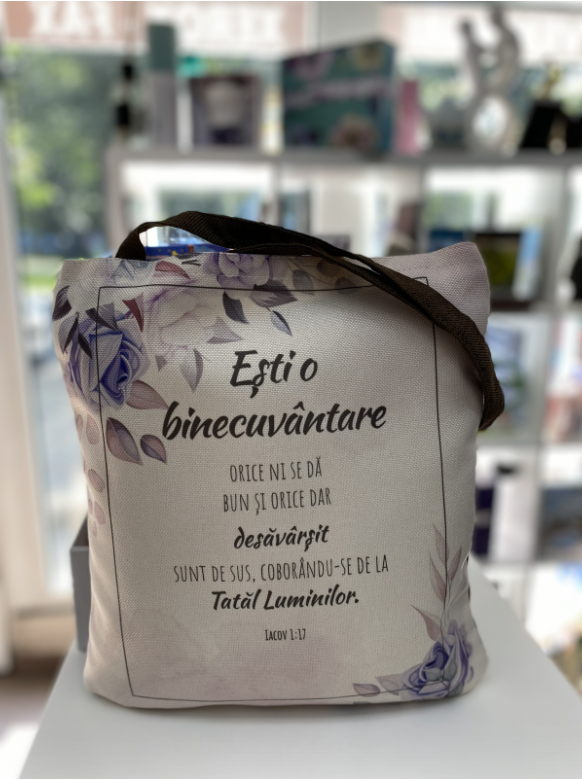 Ești o
binecuvântare
ORICE NI SE DĂ
BUN ȘI ORICE DAR
desăvârșit
SUNT DE SUS, COBORÂNDU-SE DE LA
Tatăl Luminilor.
Iacov 1:17